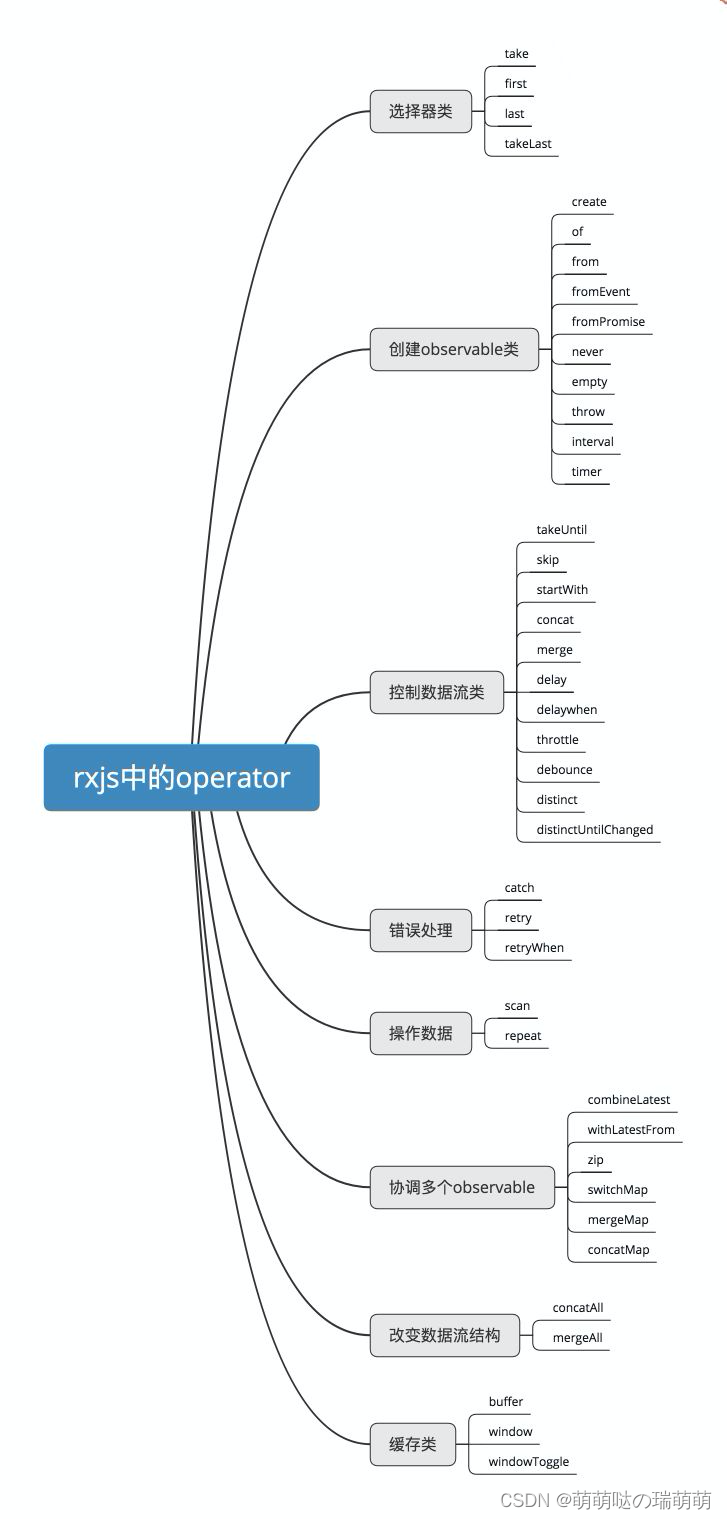 rxjs中的operator
选择器类
take
first
last
takeLast
创建observable类
create
of
from
fromEvent
fromPromise
never
empty
throw
interval
timer
控制数据流类
takeUntil
skip
startWith
concat
merge
delay
delaywhen
throttle
debounce
distinct
distinctUntilChanged
错误处理
catch
retry
retryWhen
操作数据
scan
repeat
协调多个observable
combineLatest
withLatestFrom
zip
switchMap
mergeMap
concatMap
改变数据流结构
concatAll
mergeAll
缓存类
buffer
window
windowToggle
CSDN @萌萌哒の瑞萌萌